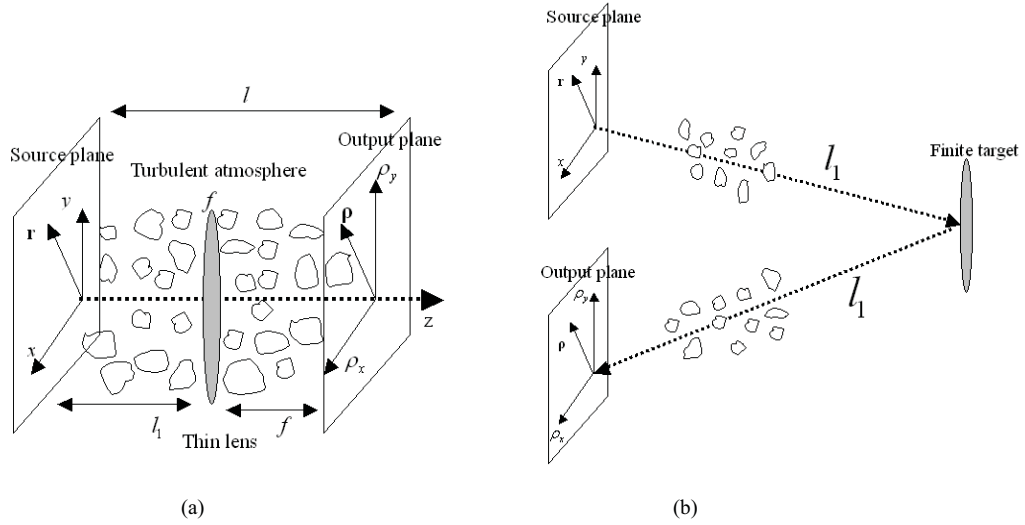 l
Source plane
Turbulent atmosphere
Output plane
f
y
r
x
ρy
ρ
ρx
z
l1
f
Thin lens
(a)
Source plane
y
r
x
l1
Finite target
Output plane
ρy
ρ
ρx
l1
(b)